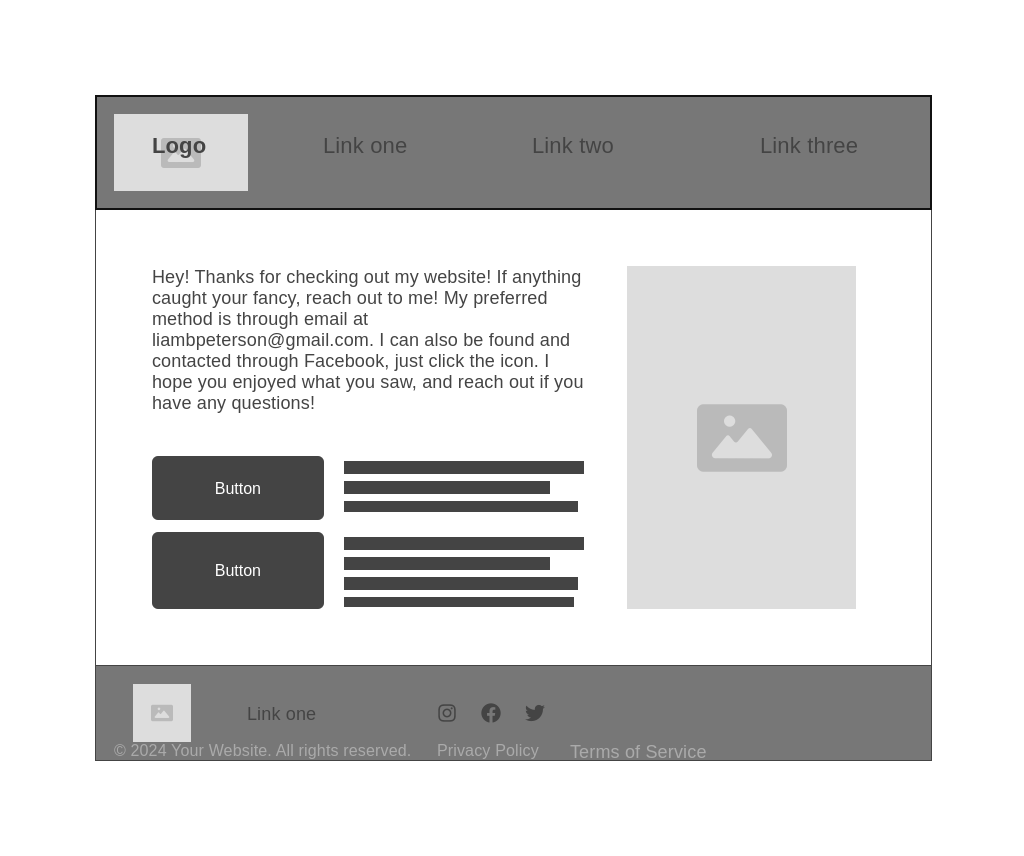 Logo
Link one
Link two
Link three
Hey! Thanks for checking out my website! If anything
caught your fancy, reach out to me! My preferred
method is through email at
liambpeterson@gmail.com. I can also be found and
contacted through Facebook, just click the icon. I
hope you enjoyed what you saw, and reach out if you
have any questions!
Button
Button
Link one
© 2024 Your Website. All rights reserved.
Privacy Policy
Terms of Service